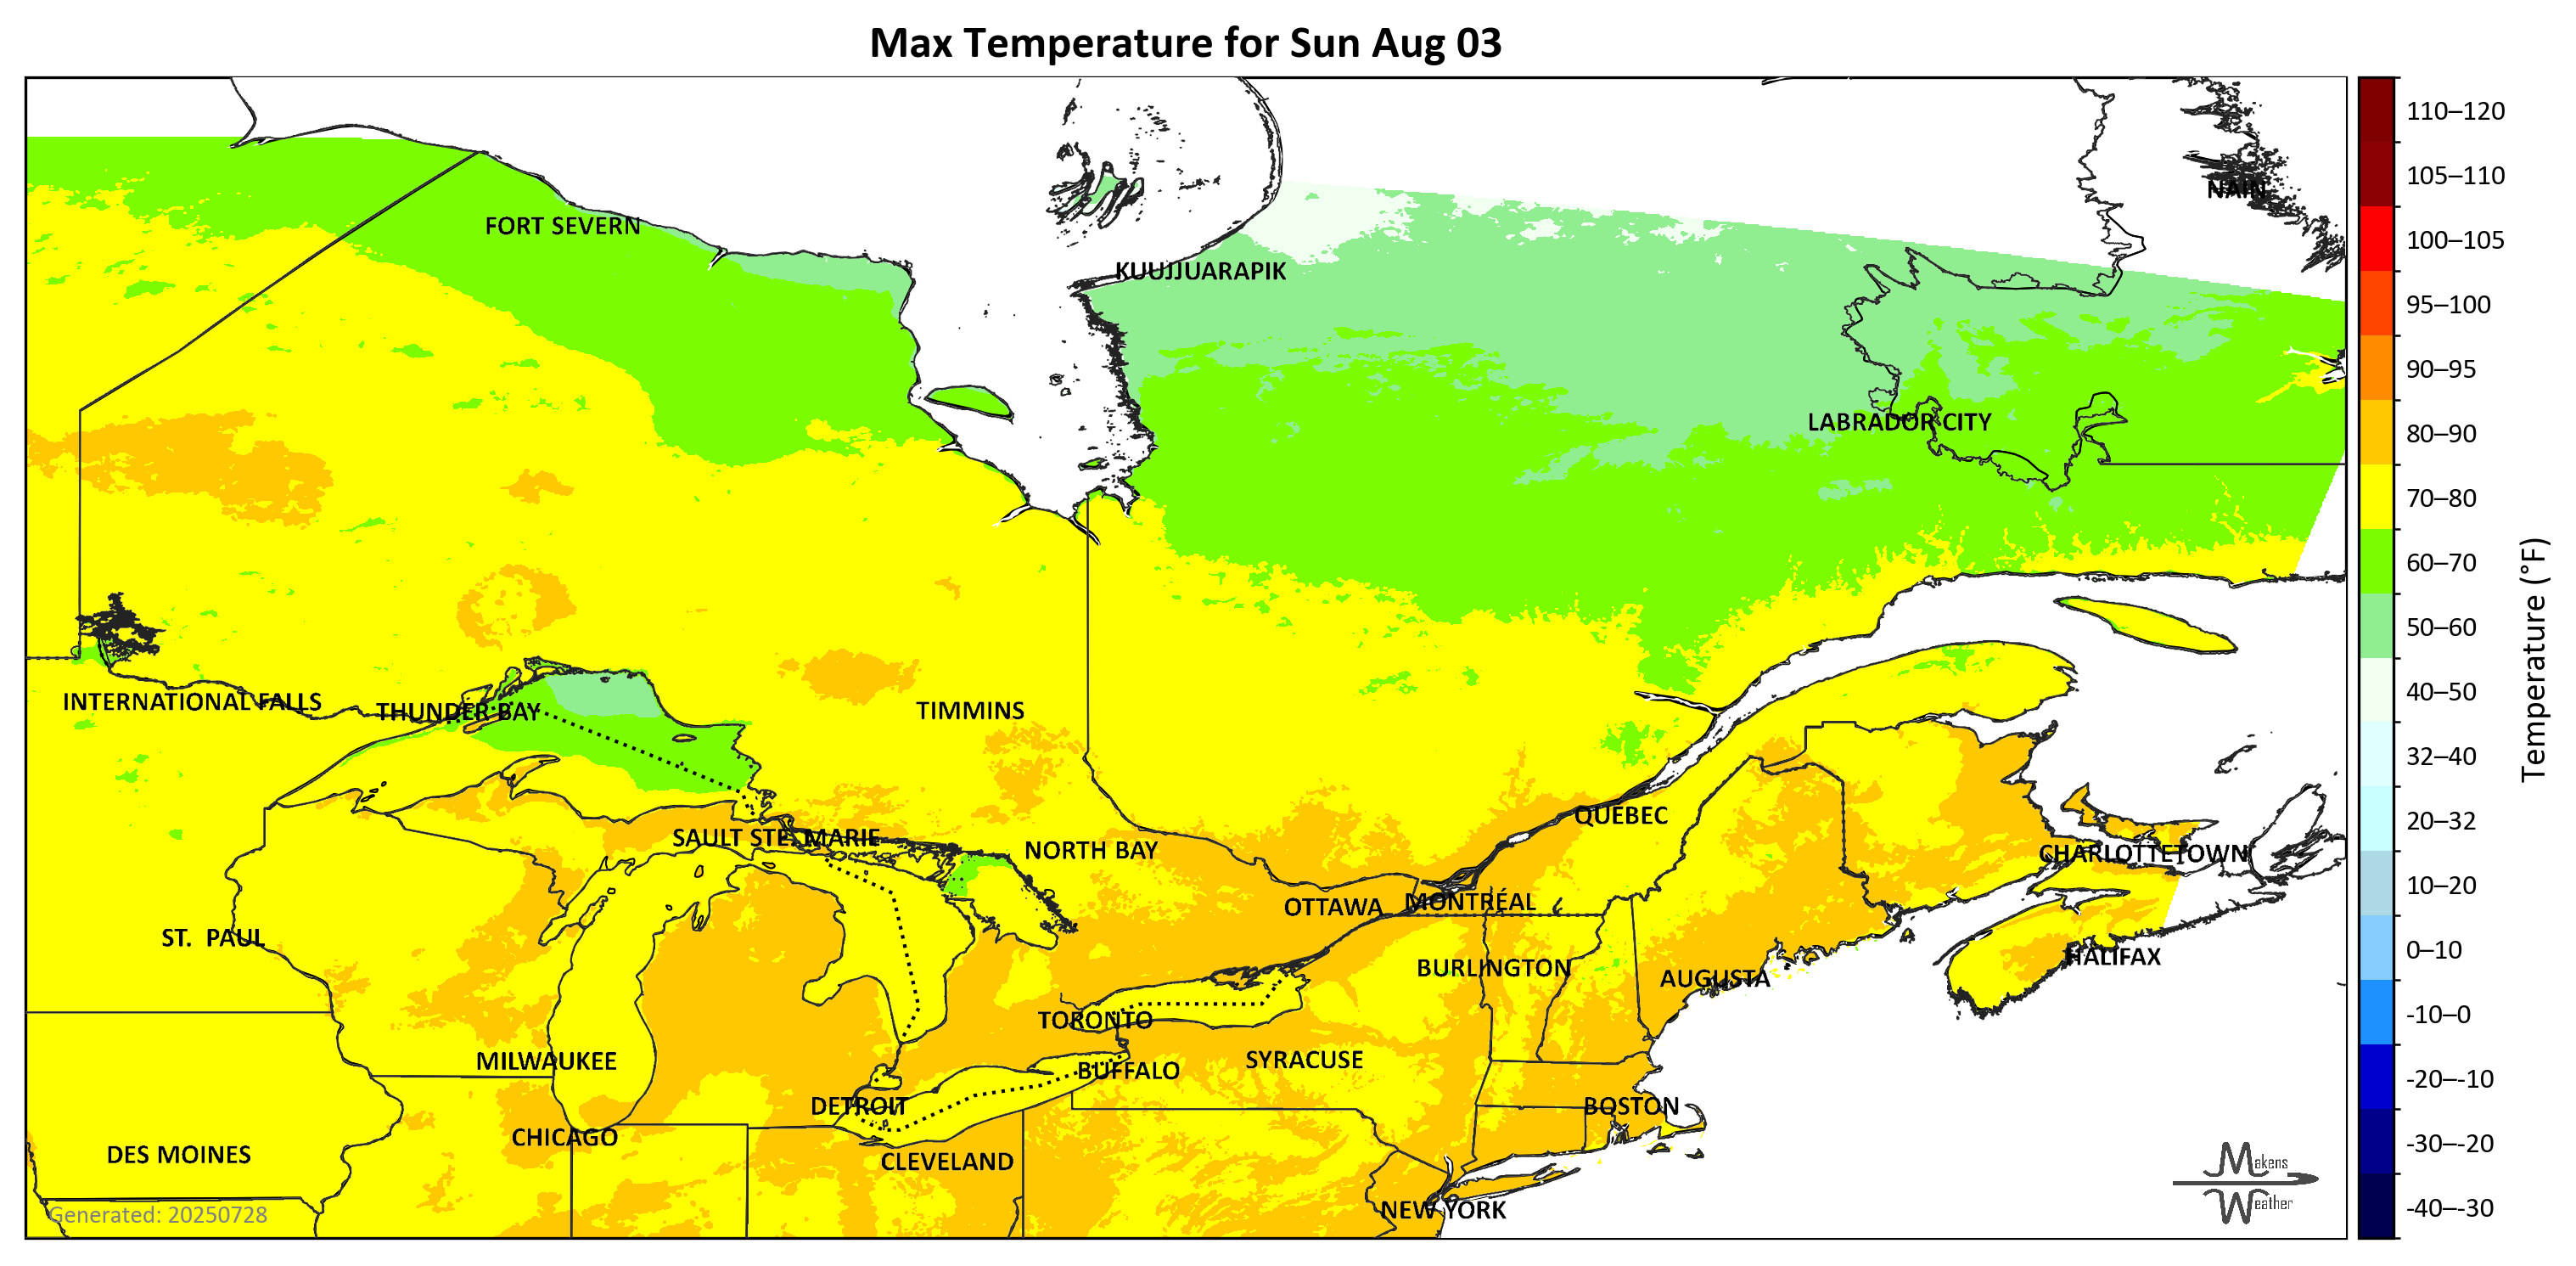 Max Temperature for Sun Aug 03
NAIN
FORT SEVERN
KUUJJUARAPIK
LABRADOR CITY
INTERNATIONAL FALLS
THUNDER BAY
TIMMINS
QUEBEC
SAULT STE. MARIE
NORTH BAY
CHARLOTTETOWN
OTTAWA
MONTRÉAL
ST.  PAUL
HALIFAX
BURLINGTON
AUGUSTA
TORONTO
MILWAUKEE
SYRACUSE
BUFFALO
DETROIT
BOSTON
CHICAGO
DES MOINES
CLEVELAND
NEW YORK
Generated: 20250728
Makens
Weather
110–120
105–110
100–105
95–100
90–95
80–90
70–80
60–70
50–60
40–50
32–40
20–32
10–20
0–10
-10–0
-20–-10
-30–-20
-40–-30
Temperature (°F)